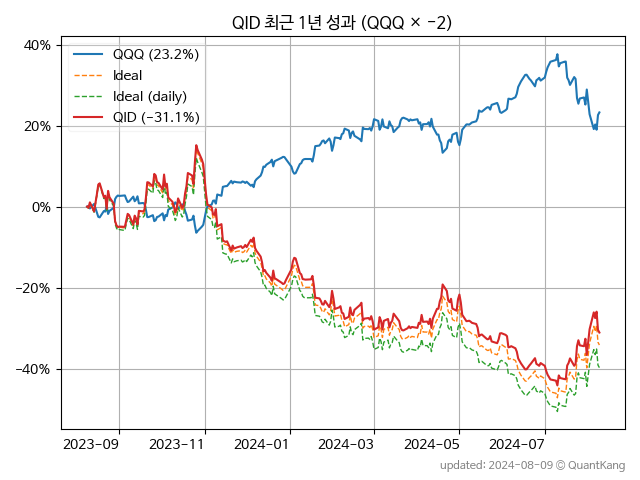 QID 최근 1년 성과 (QQQ × −2)
40%
20%
0%
−20%
−40%
QQQ (23.2%)
Ideal
Ideal (daily)
QID (−31.1%)
2023-09
2023-11
2024-01
2024-03
2024-05
2024-07
updated: 2024-08-09 © QuantKang